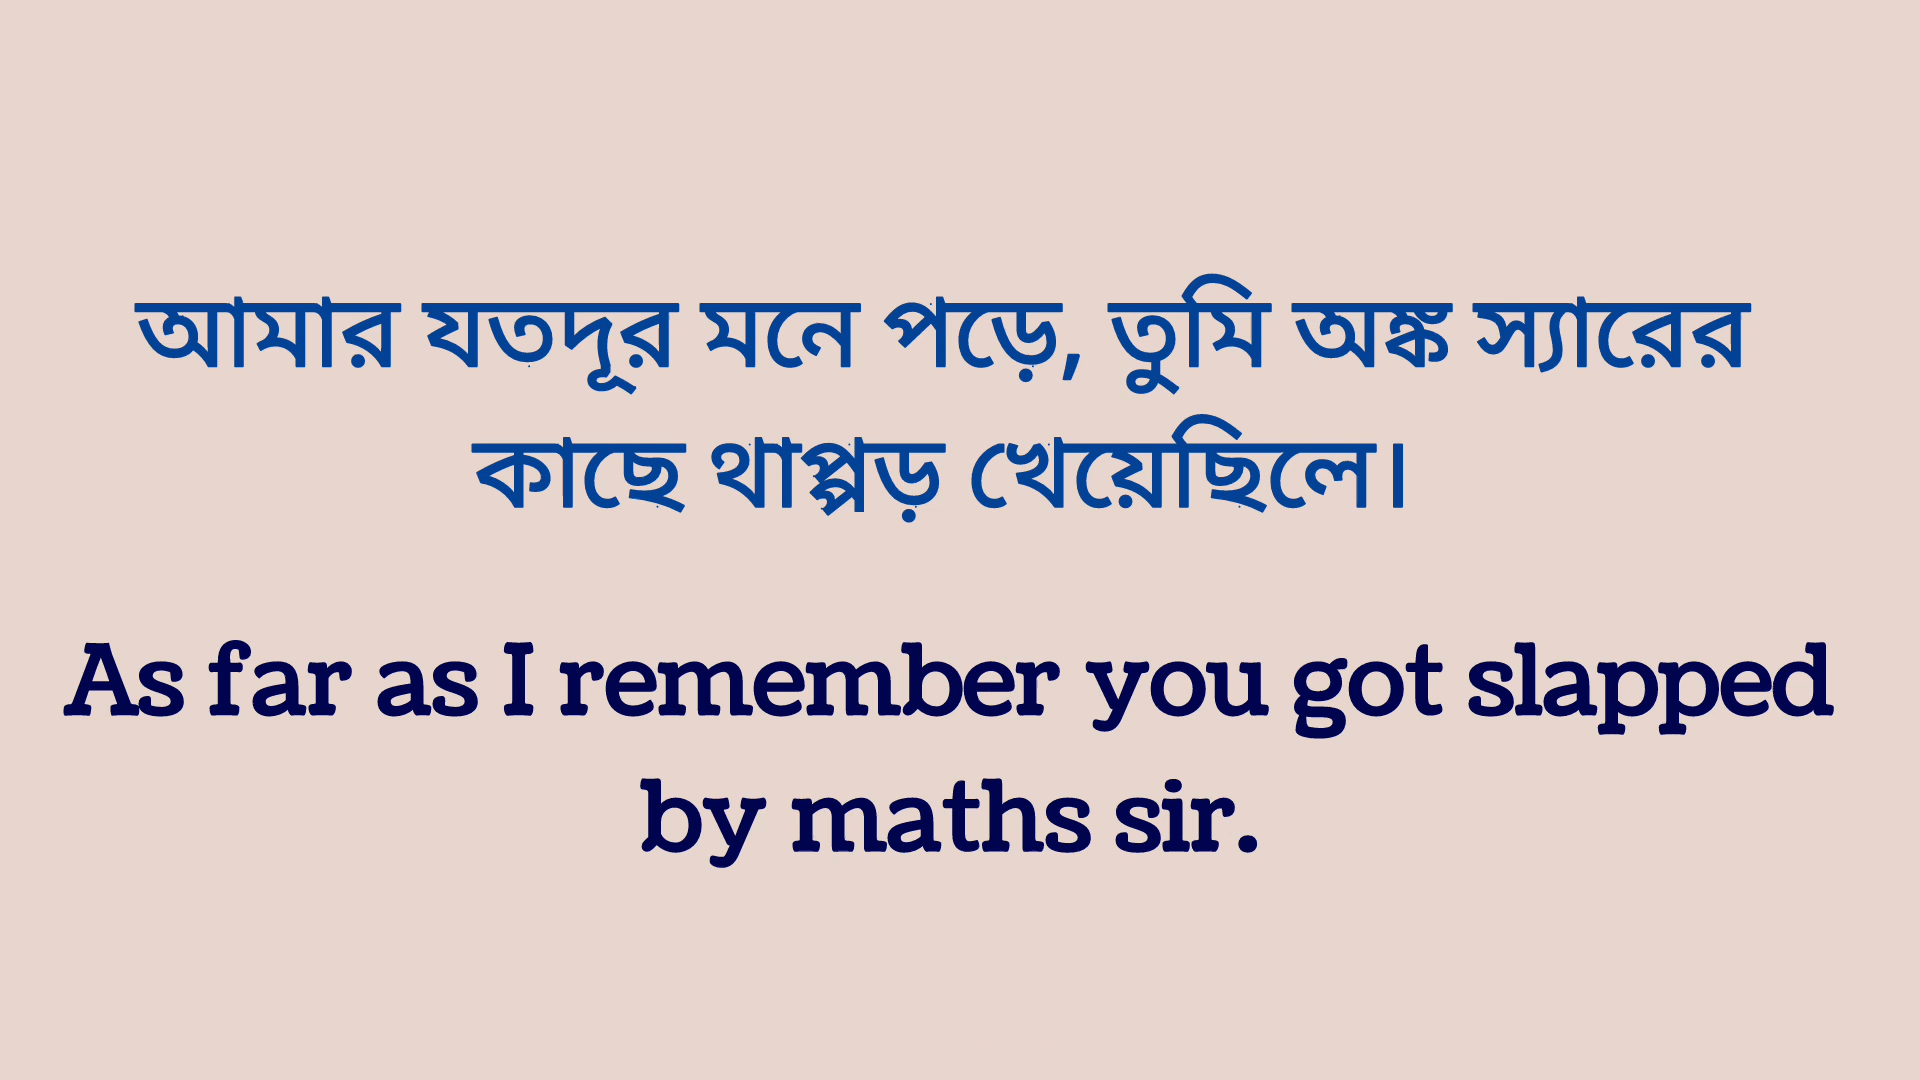 আমার যতদূর মনে পড়ে, তুমি অঙ্ক স্যারের
কাছে থাপ্পড় খেয়েছিলে।
As far as I remember you got slapped
by maths sir.